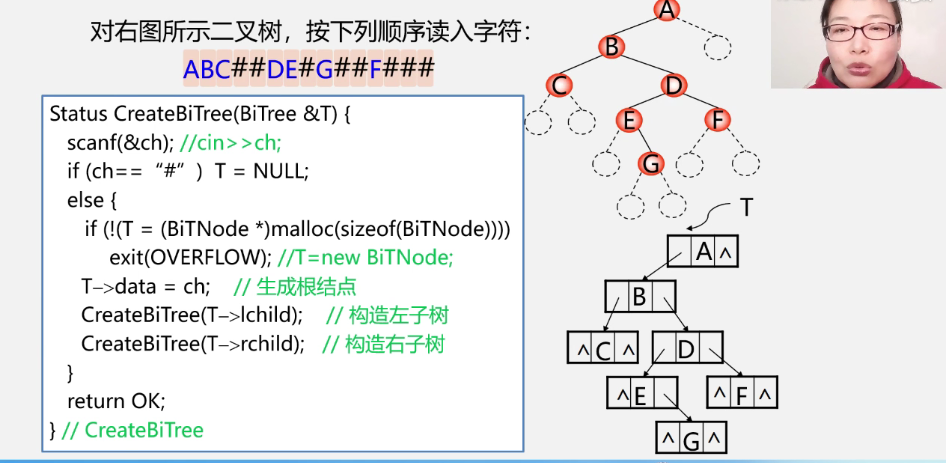 对右图所示二叉树，按下列顺序读入字符：
ABC##DE#G##F###
Status CreateBiTree(BiTree &T) {
scanf(&ch); //cin>>ch;
if (ch== “#” ) T = NULL;
else {
if (!(T = (BiTNode *)malloc(sizeof(BiTNode))))
exit(OVERFLOW); //T=new BiTNode;
T–>data = ch; // 生成根结点
CreateBiTree(T–>lchild); // 构造左子树
CreateBiTree(T–>rchild); // 构造右子树
}
return OK;
} // CreateBiTree
A
B
C D
E F
G
T
A ^
B
^ C ^ D
^ E ^ F ^
^ G ^